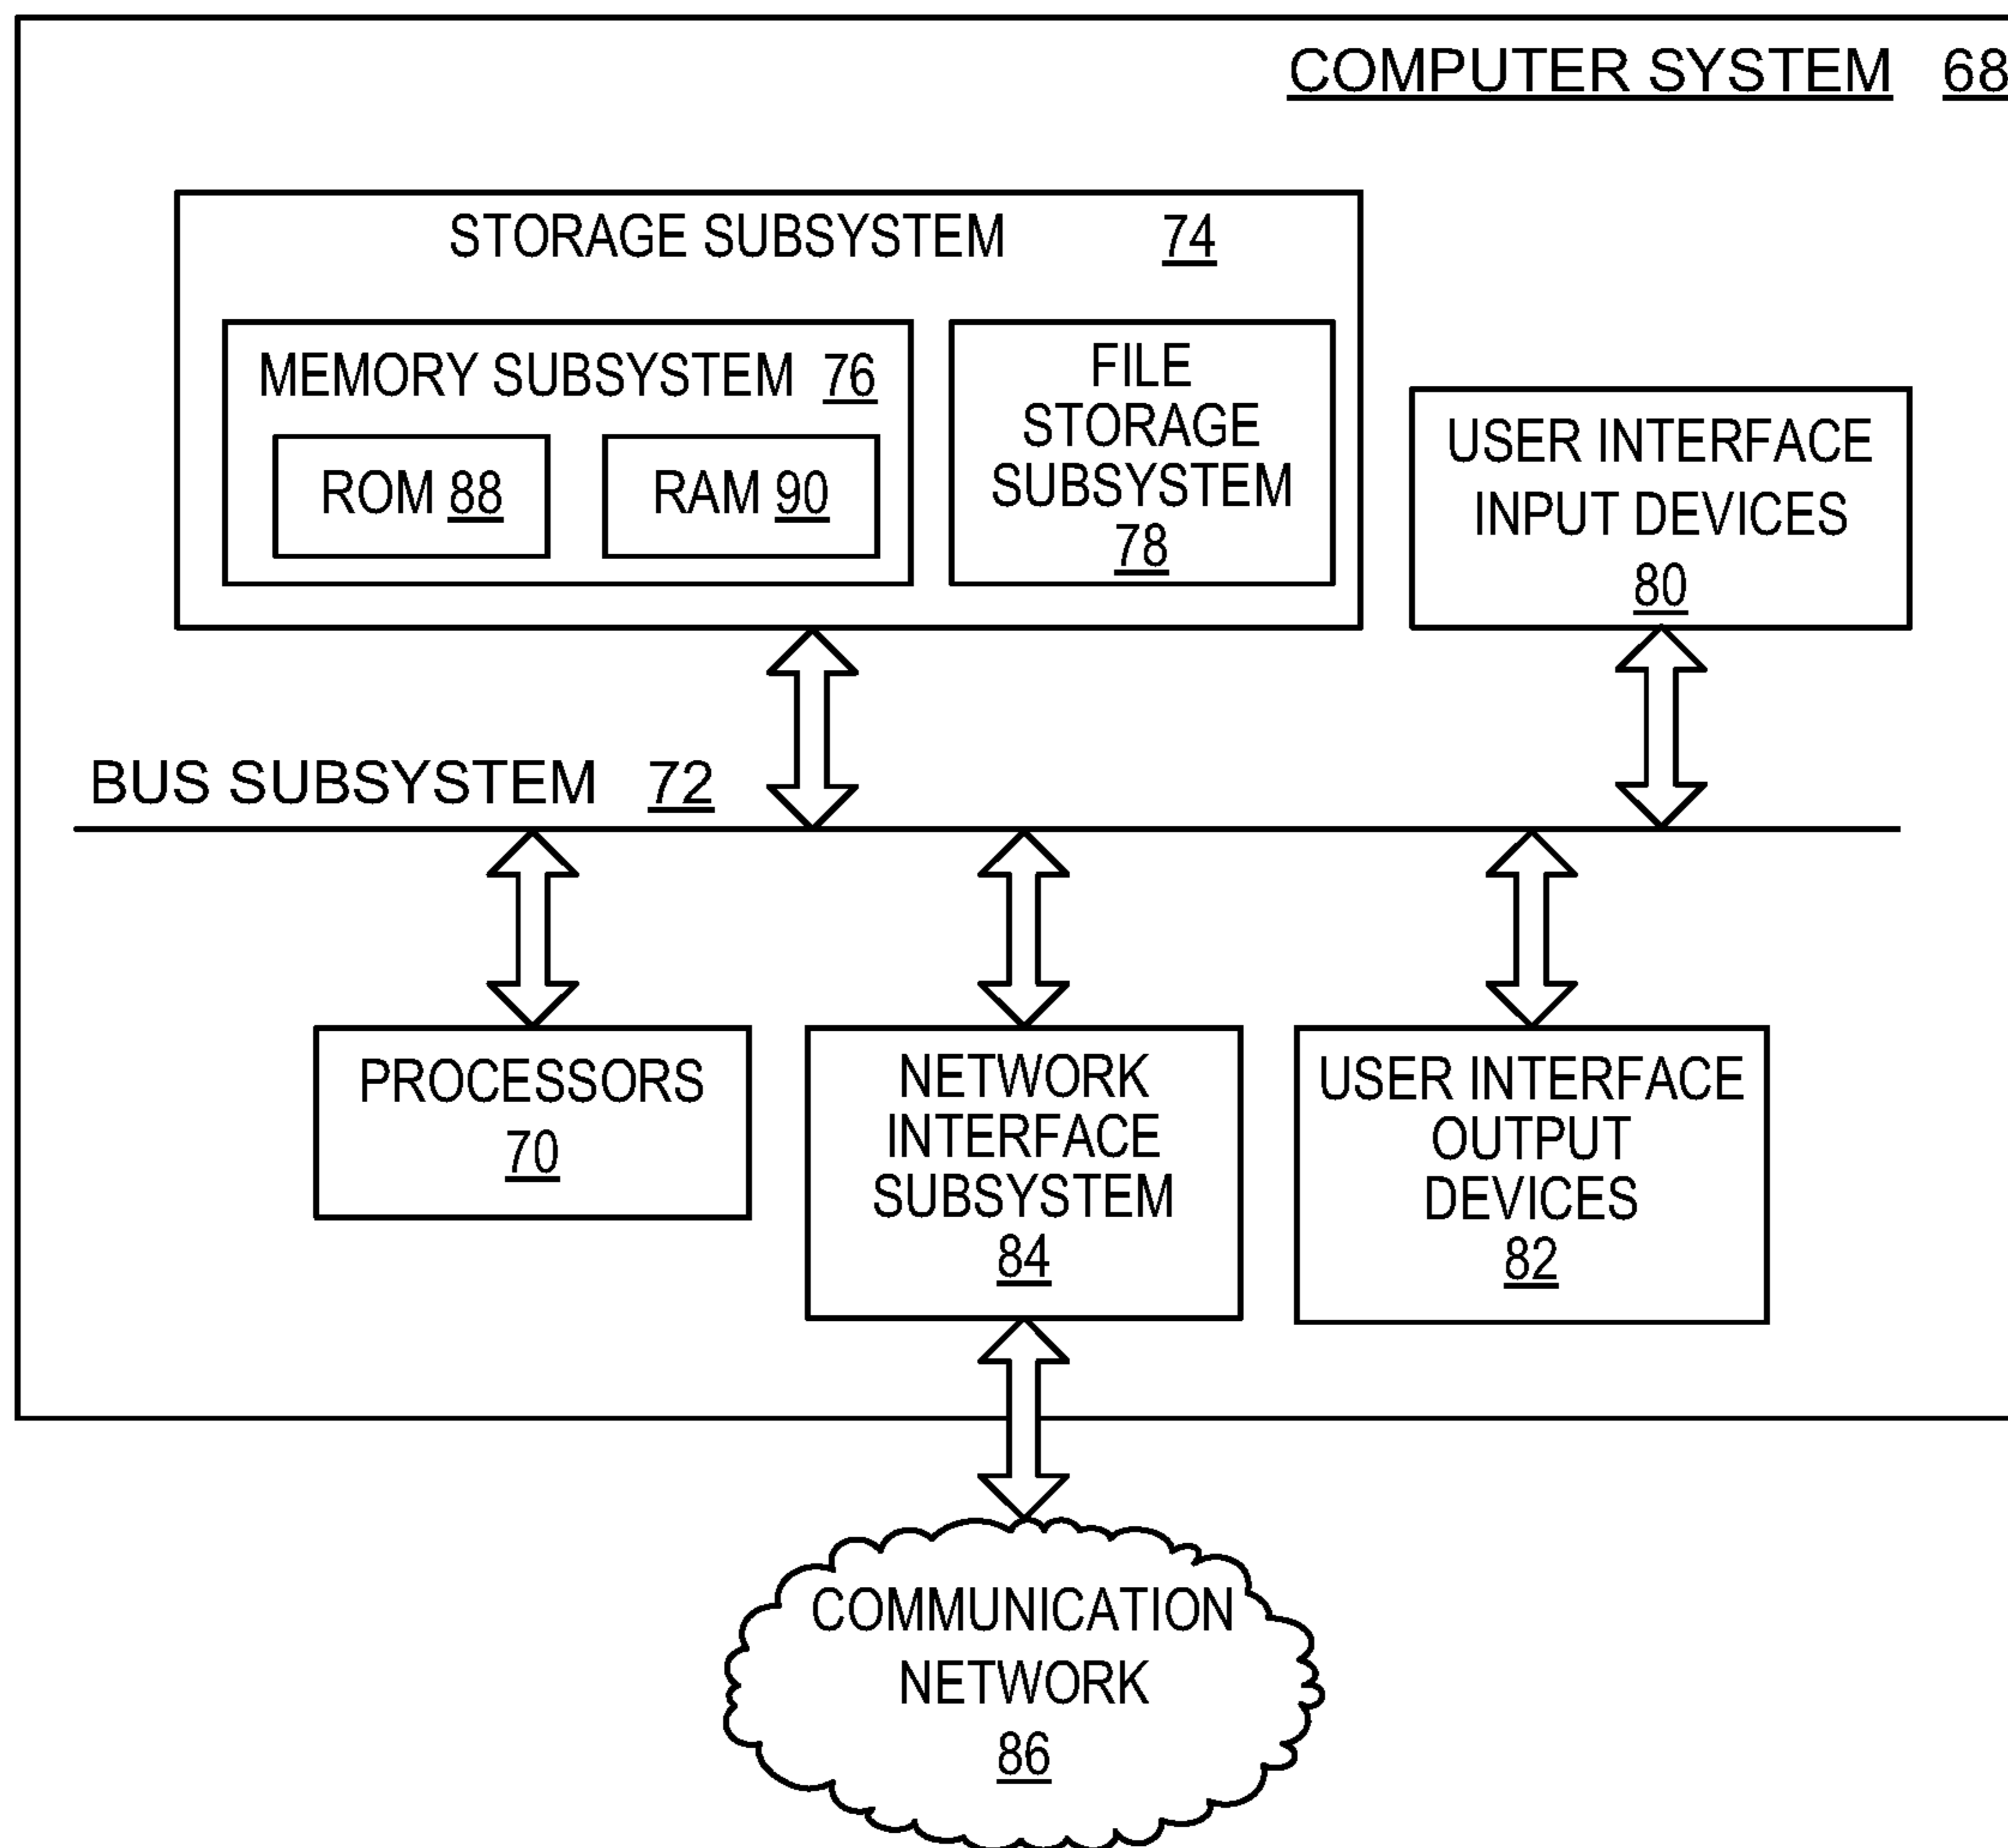 COMPUTER SYSTEM 68
STORAGE SUBSYSTEM 74
MEMORY SUBSYSTEM 76
ROM 88
RAM 90
FILE
STORAGE
SUBSYSTEM
78
USER INTERFACE
INPUT DEVICES
80
BUS SUBSYSTEM 72
PROCESSORS
70
NETWORK
INTERFACE
SUBSYSTEM
84
USER INTERFACE
OUTPUT
DEVICES
82
COMMUNICATION
NETWORK
86